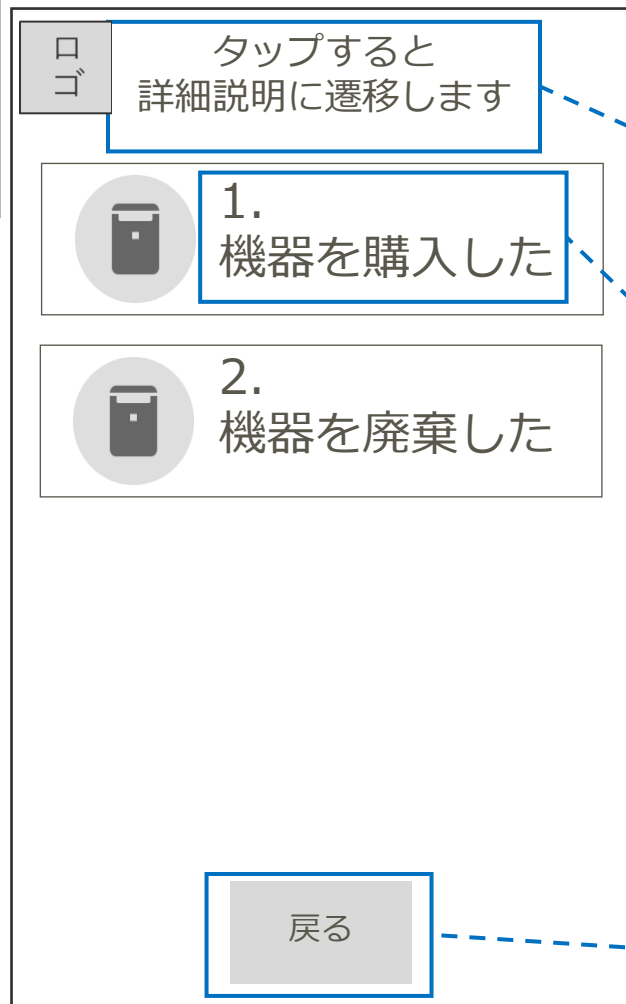 ロ
ゴ
タップすると
詳細説明に遷移します
1.
機器を購入した
2.
機器を廃棄した
戻る